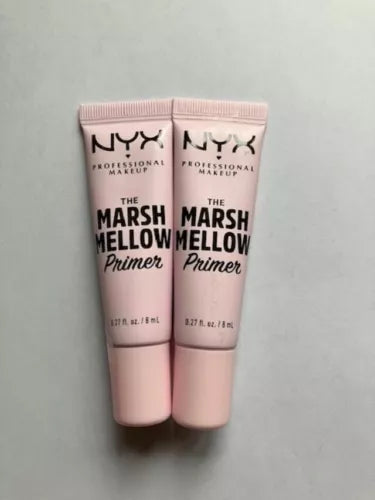 NYX
PROFESSIONAL
MAKEUP
THE
MARSH
MELLOW
Primer
0.27 fl. oz. / 8 mL
NYX
PROFESSIONAL
MAKEUP
THE
MARSH
MELLOW
Primer
0.27 fl. oz. / 8 mL